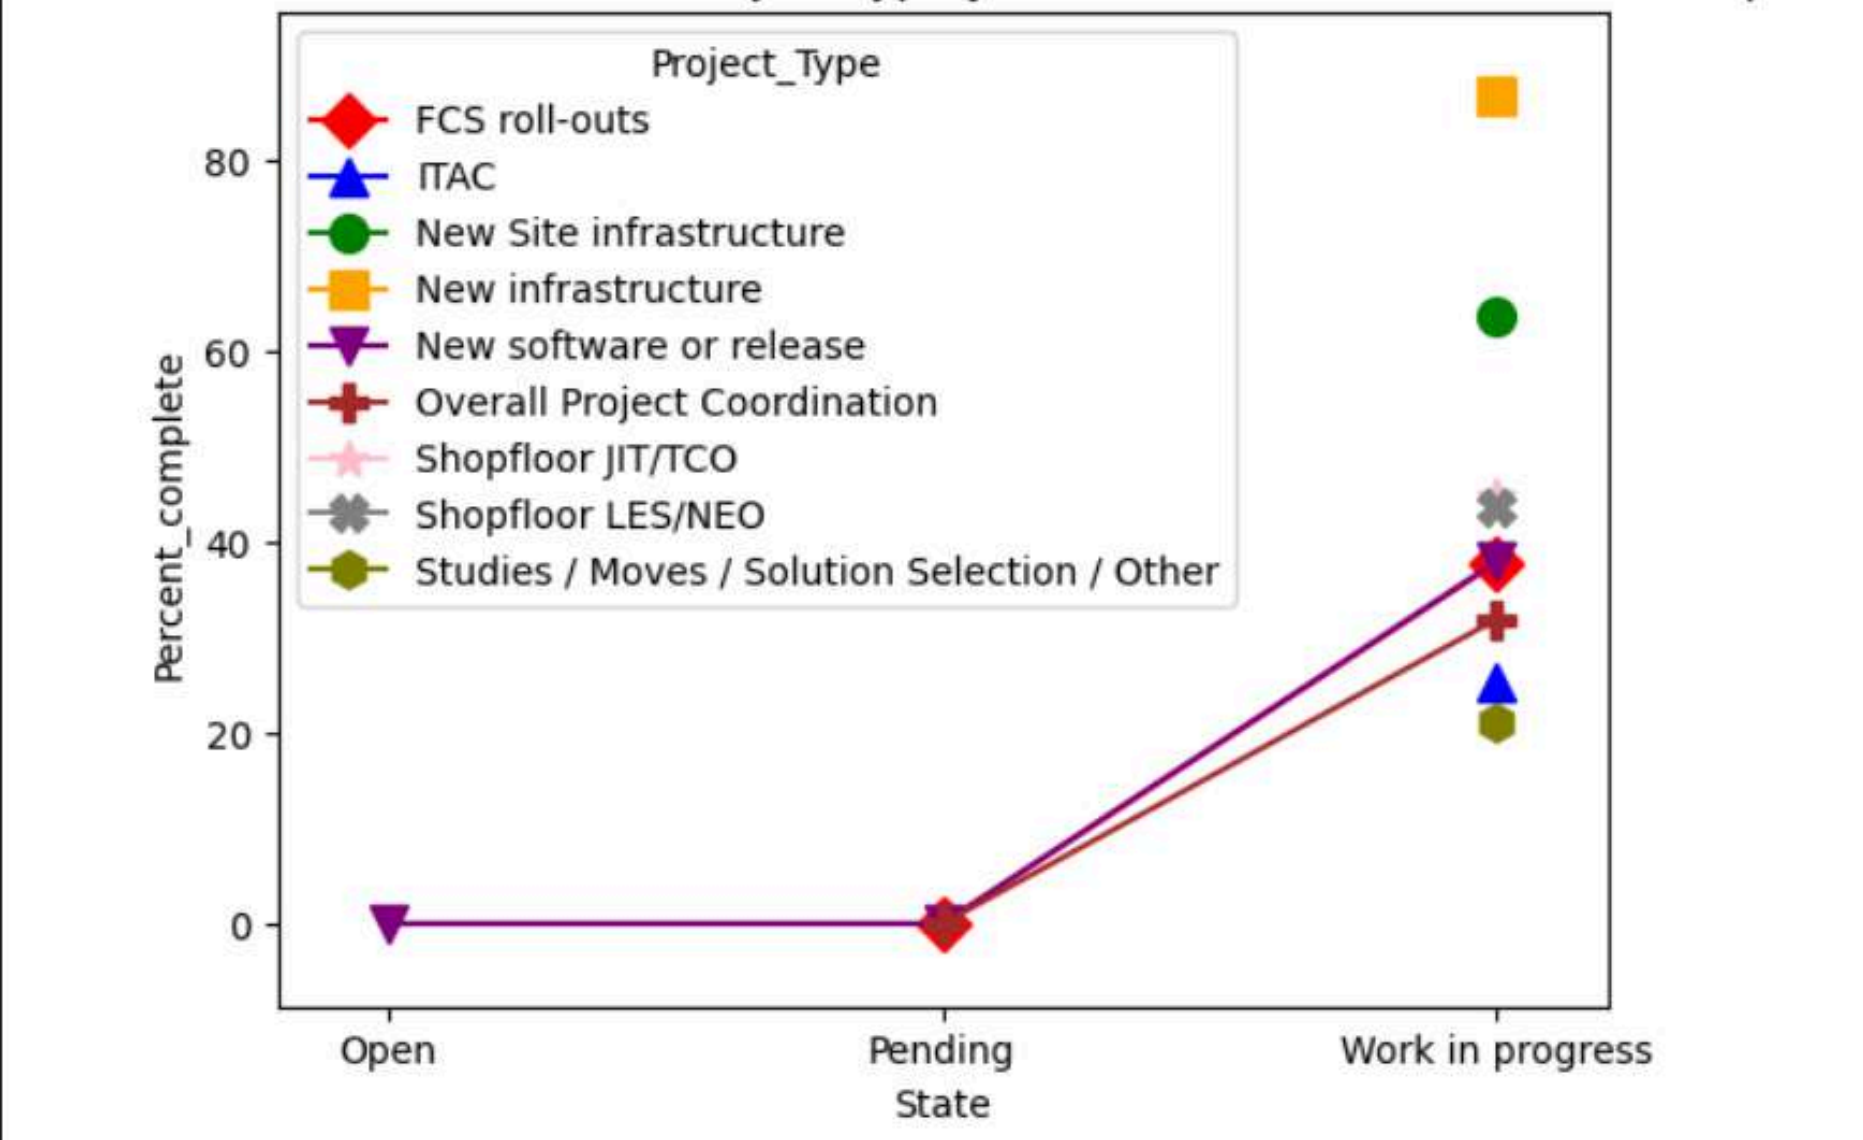 Project_Type
FCS roll-outs
ITAC
New Site infrastructure
New infrastructure
New software or release
Overall Project Coordination
Shopfloor JIT/TCO
Shopfloor LES/NEO
Studies / Moves / Solution Selection / Other
80
60
40
20
0
Percent_complete
Open
Pending
Work in progress
State